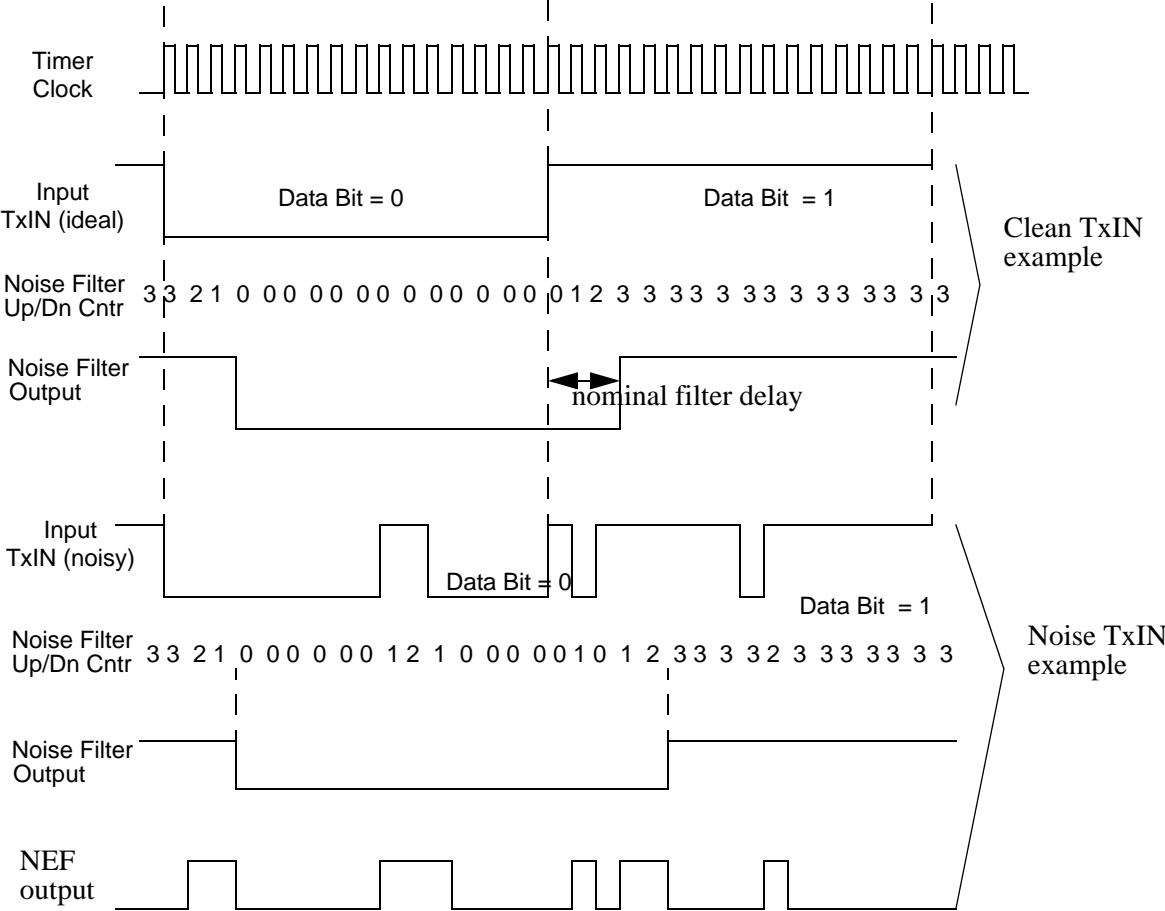 Timer
Clock
Input
TxIN (ideal)
Data Bit = 0
Data Bit = 1
Clean TxIN
example
Noise Filter
Up/Dn Cntr
3 3 2 1 0 0 0 0 0 0 0 0 0 0 0 0 0 0 1 2 3 3 3 3 3 3 3 3 3 3 3 3 3 3
Noise Filter
Output
nominal filter delay
Input
TxIN (noisy)
Data Bit = 0
Data Bit = 1
Noise TxIN
example
Noise Filter
Up/Dn Cntr
3 3 2 1 0 0 0 0 0 0 1 2 1 0 0 0 0 0 1 0 1 2 3 3 3 3 2 3 3 3 3 3 3 3
Noise Filter
Output
NEF
output